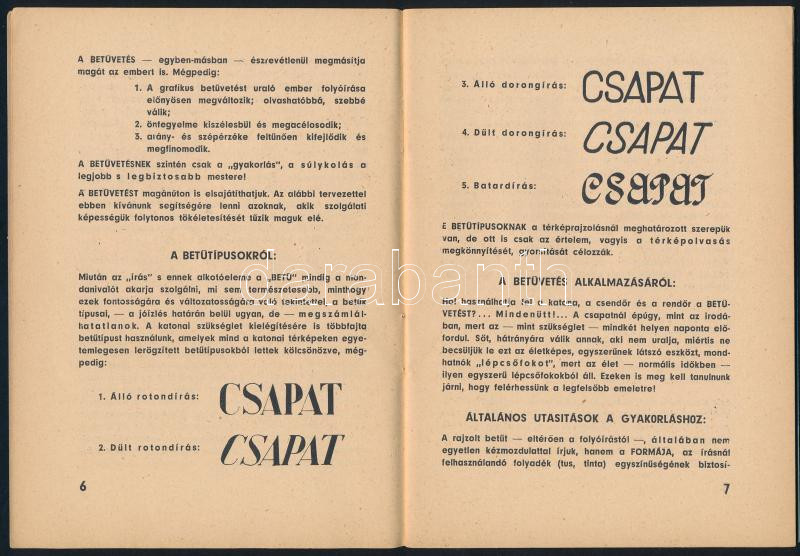 A BETŰVETÉS — egyben-másban — észrevétlenül megmásítja
magát az embert is. Mégpedig:
1. A grafikus betűvetést uraló ember folyóírása
előnyösen megváltozik; olvashatóbbá, szebbé
válik;
2. önfegyelme kiszélesbül és megacélosodik;
3. arány- és szépérzéke feltünően kifejlődik és
megfinomodik.
A BETŰVETÉSNEK szintén csak a „gyakorlás", a súlykolás a
legjobb s legbiztosabb mestere!
A BETŰVETÉST magánúton is elsajátíthatjuk. Az alábbi tervezettel
ebben kívánunk segítségére lenni azoknak, akik szolgálati
képességük folytonos tökéletesítését tűzik maguk elé.
A BETŰTÍPUSOKRÓL:
Miután az „írás" s ennek alkotóeleme a „BETŰ" mindig a mon-
danivalót akarja szolgálni, mi sem természetesebb, minthogy
ezek fontosságára és változatosságára való tekintettel, a betűk
típusai, — a jóízlés határán belül ugyan, de — megszámlál-
hatatlanok. A katonai szükséglet kielégítésére is többfajta
betűtípust használunk, amelyek mind a katonai térképeken egye-
temlegesen lerögzített betűtípusokból lettek kölcsönözve, még-
pedig:
1. Álló rotondírás: CSAPAT
2. Dűlt rotondírás: CSAPAT
6
3. Álló dorongírás: CSAPAT
4. Dűlt dorongírás: CSAPAT
5. Batardírás: CSAPAT
E BETŰTÍPUSOKNAK a térképrajzolásnál meghatározott szerepük
van, de ott is csak az értelem, vagyis a térképolvasás
megkönnyítését, gyorsítását célozzák.
A BETŰVETÉS ALKALMAZÁSÁRÓL:
Hol használhatja fel a katona, a csendőr és a rendőr a BETŰ-
VETÉST?... Mindenütt!... A csapatnál épúgy, mint az irodá-
ban, mert az — mint szükséglet — mindkét helyen naponta elő-
fordul. Sőt, hátrányára válik annak, aki nem uralja, miértis ne
becsüljük le ezt az életképes, egyszerűnek látszó eszközt, mond-
hatnók „lépcsőfokot", mert az élet — normális időkben —
ilyen egyszerű lépcsőfokokból áll. Ezeken is meg kell tanulnunk
járni, hogy felérhessünk a legfelsőbb emeletre!
ÁLTALÁNOS UTASITÁSOK A GYAKORLÁSHOZ:
A rajzolt betűt — eltérően a folyóírástól —, általában nem
egyetlen kézmozdulattal írjuk, hanem a FORMÁJA, az írásnál
felhasználandó folyadék (tus, tinta) egyszínűségének biztosí-
7
darabanth.com